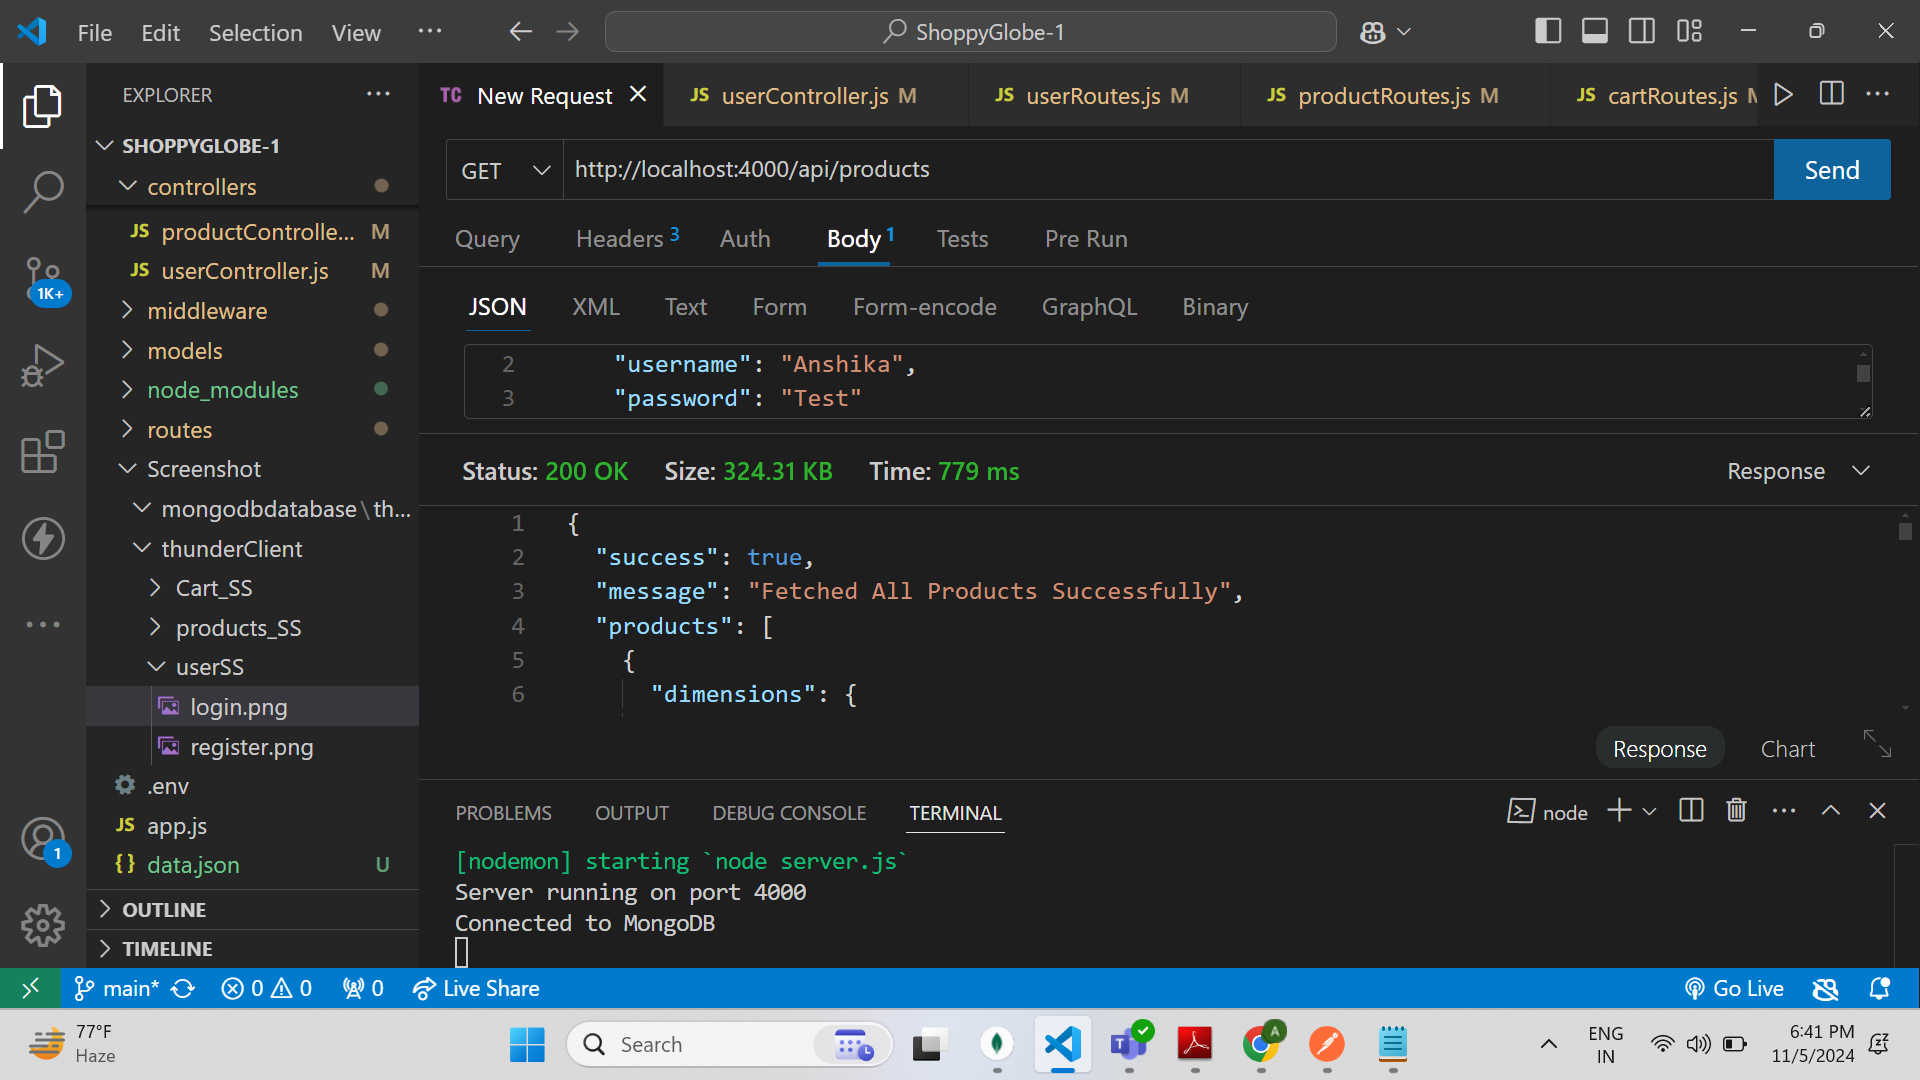 File Edit Selection View ···
ShoppyGlobe-1
EXPLORER ···
SHOPPYGLOBE-1
controllers
JS productControlle... M
JS userController.js M
middleware
models
node_modules
routes
Screenshot
mongodbdatabase\th...
thunderClient
Cart_SS
products_SS
userSS
login.png
register.png
.env
JS app.js
{} data.json U
OUTLINE
TIMELINE
1K+
1
TC New Request
JS userController.js M
JS userRoutes.js M
JS productRoutes.js M
JS cartRoutes.js
GET http://localhost:4000/api/products Send
Query Headers 3 Auth Body 1 Tests Pre Run
JSON XML Text Form Form-encode GraphQL Binary
2 "username": "Anshika",
3 "password": "Test"
Status: 200 OK Size: 324.31 KB Time: 779 ms Response
1 {
2 "success": true,
3 "message": "Fetched All Products Successfully",
4 "products": [
5 {
6 "dimensions": {
Response Chart
PROBLEMS OUTPUT DEBUG CONSOLE TERMINAL node
[nodemon] starting `node server.js`
Server running on port 4000
Connected to MongoDB
main* 0 0 0 Live Share Go Live
77°F
Haze
Search
T
A
ENG
IN
6:41 PM
11/5/2024